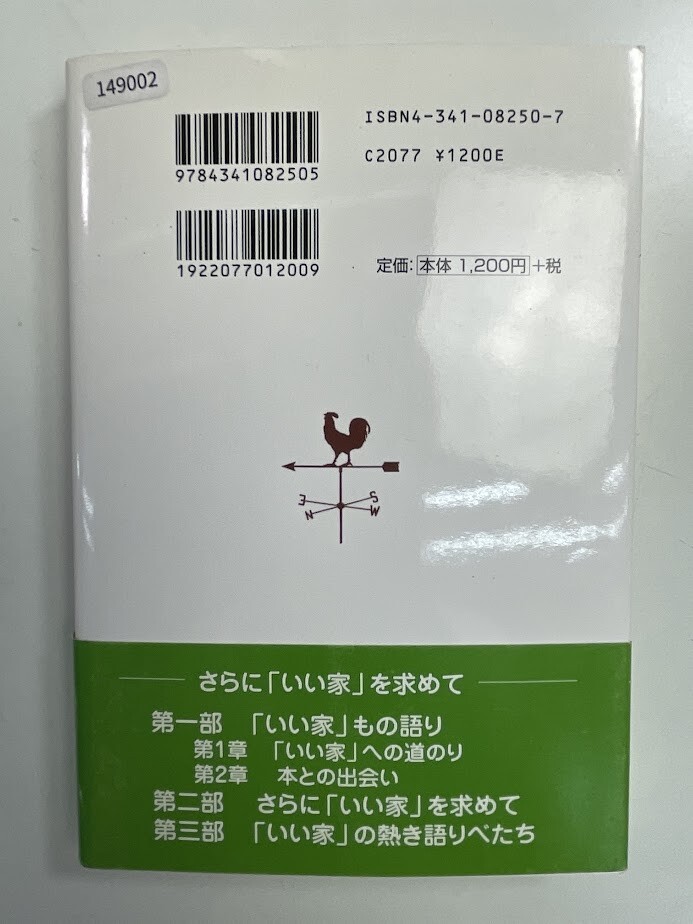 149002
ISBN4-341-08250-7
9784341082505
C2077 ¥1200E
1922077012009
定価:本体 1,200円+税
E S
N W
さらに「いい家」を求めて
第一部 「いい家」もの語り
第1章 「いい家」への道のり
第2章 本との出会い
第二部 さらに「いい家」を求めて
第三部 「いい家」の熱き語りべたち